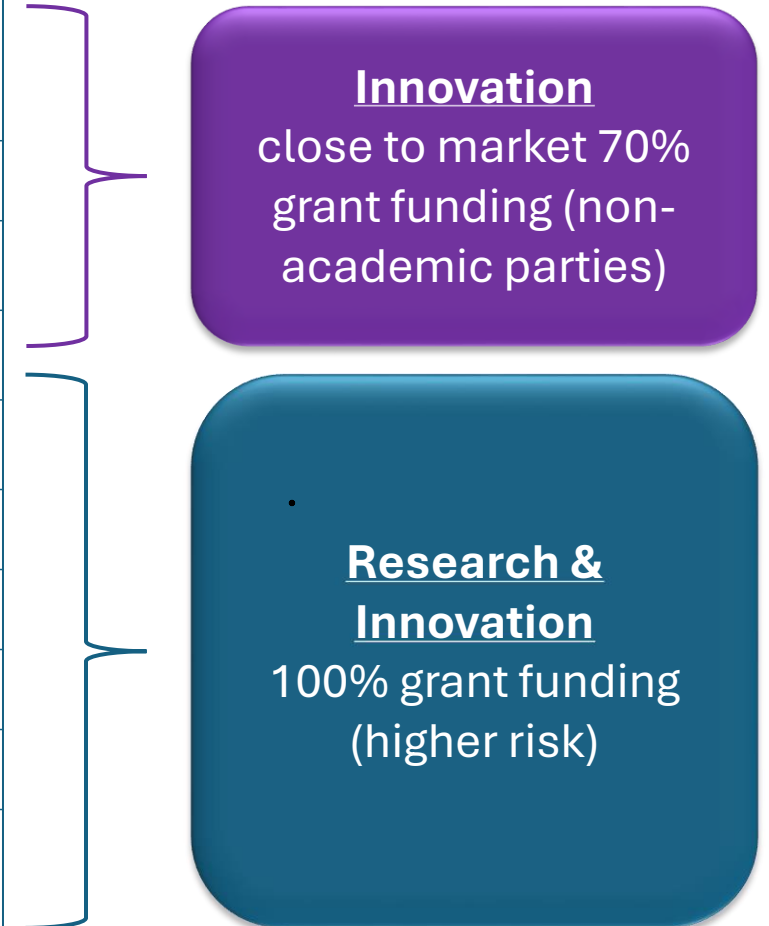 Innovation
close to market 70%
grant funding (non-
academic parties)
Research &
Innovation
100% grant funding
(higher risk)